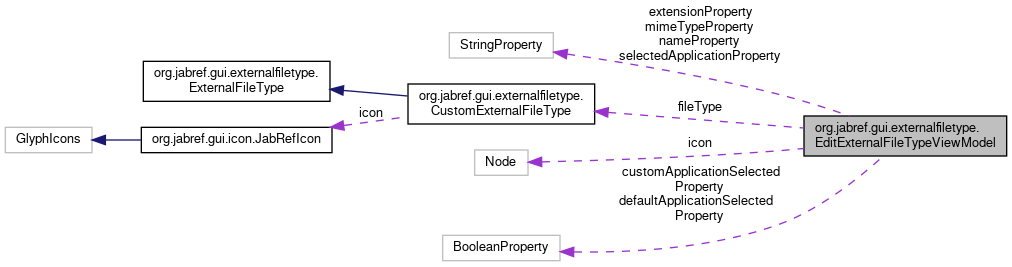 extensionProperty
mimeTypeProperty
nameProperty
selectedApplicationProperty
StringProperty
org.jabref.gui.externalfiletype.
ExternalFileType
org.jabref.gui.externalfiletype.
CustomExternalFileType
fileType
icon
GlyphIcons
org.jabref.gui.icon.JabRefIcon
org.jabref.gui.externalfiletype.
EditExternalFileTypeViewModel
icon
Node
customApplicationSelected
Property
defaultApplicationSelected
Property
BooleanProperty